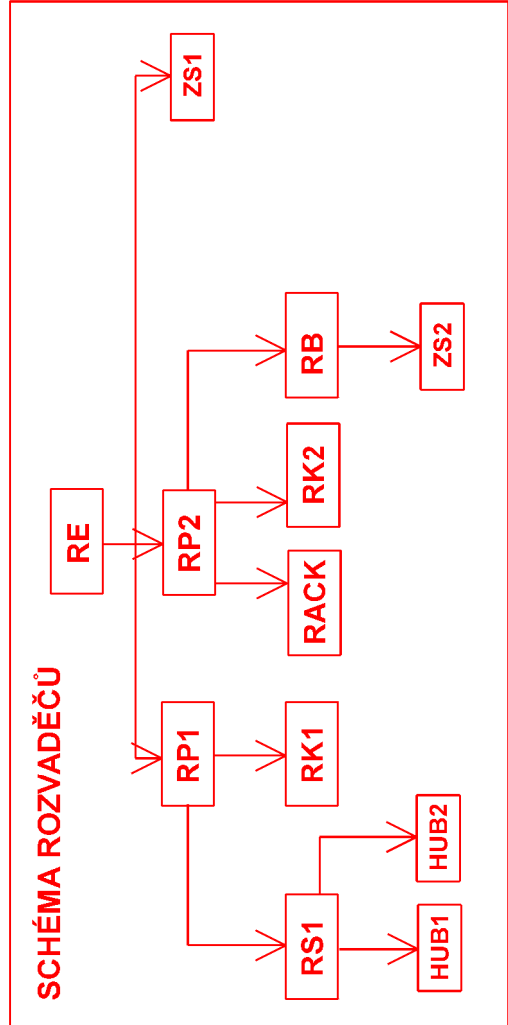 SCHÉMA ROZVADĚČŮ
RE
ZS1
RP1
RP2
RS1
RK1
RACK
RK2
RB
HUB1
HUB2
ZS2